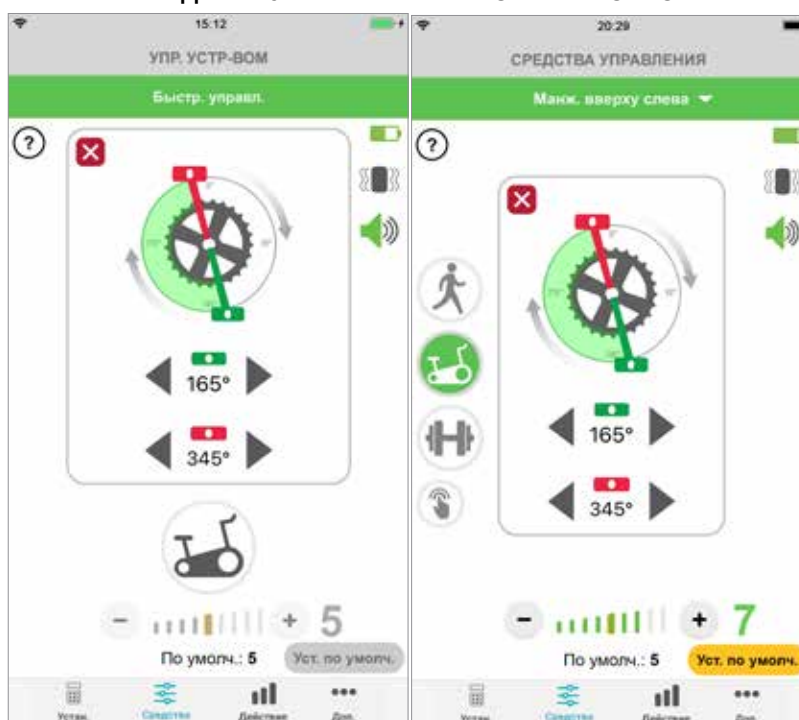 15:12
УПР. УСТР-ВОМ
Быстр. управл.
?
165°
345°
5
По умолч.: 5
Уст. по умолч.
Устан.
Средства
Действие
Доп.
20:29
СРЕДСТВА УПРАВЛЕНИЯ
Манж. вверху слева
?
165°
345°
7
По умолч.: 5
Уст. по умолч.
Устан.
Средства
Действие
Доп.